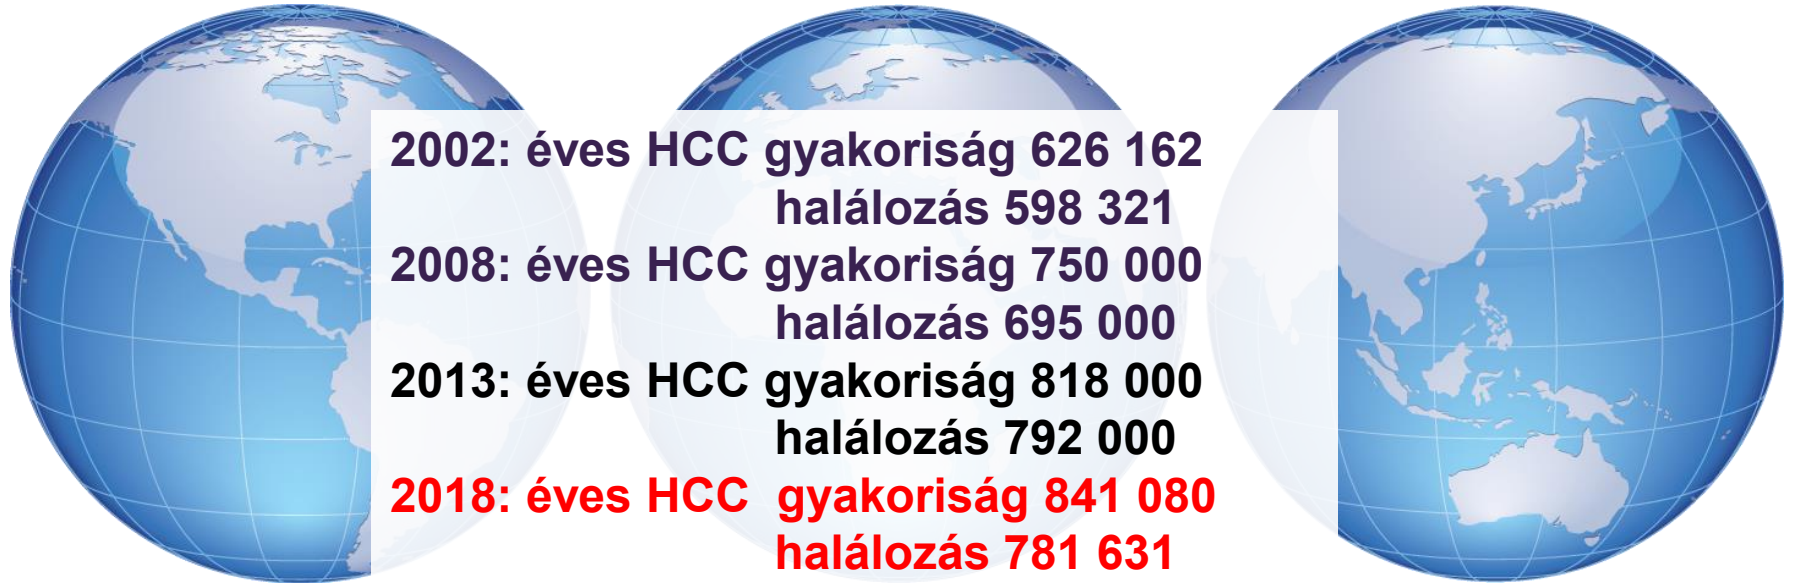 2002: éves HCC gyakoriság 626 162
halálozás 598 321
2008: éves HCC gyakoriság 750 000
halálozás 695 000
2013: éves HCC gyakoriság 818 000
halálozás 792 000
2018: éves HCC gyakoriság 841 080
halálozás 781 631